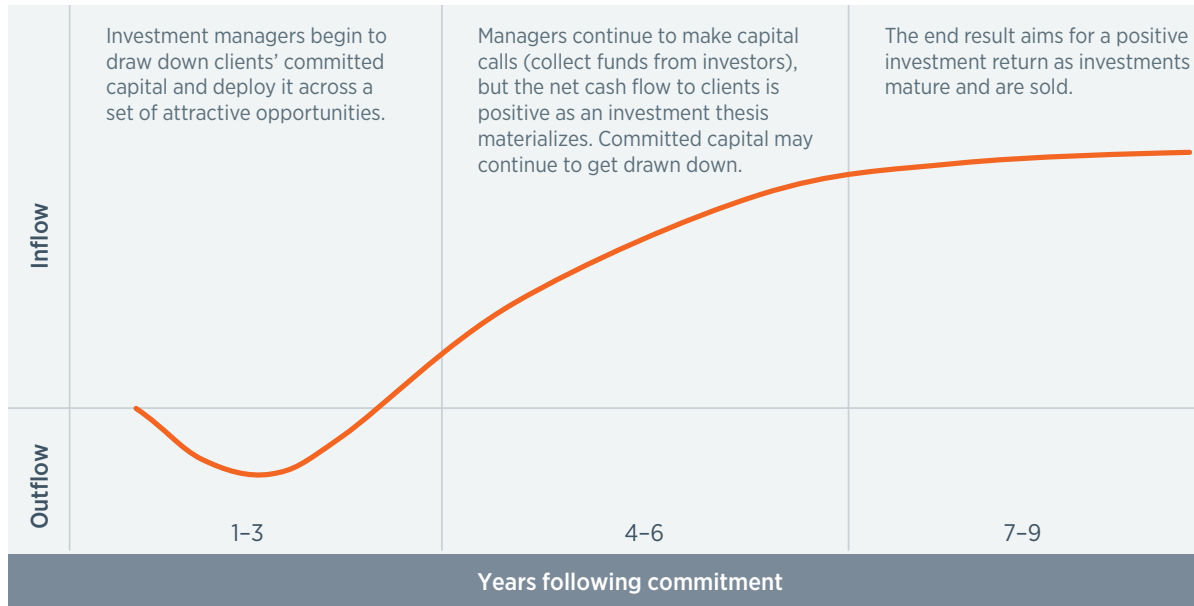 Investment managers begin to
draw down clients’ committed
capital and deploy it across a
set of attractive opportunities.
Managers continue to make capital
calls (collect funds from investors),
but the net cash flow to clients is
positive as an investment thesis
materializes. Committed capital may
continue to get drawn down.
The end result aims for a positive
investment return as investments
mature and are sold.
Inflow
Outflow
1–3
4–6
7–9
Years following commitment